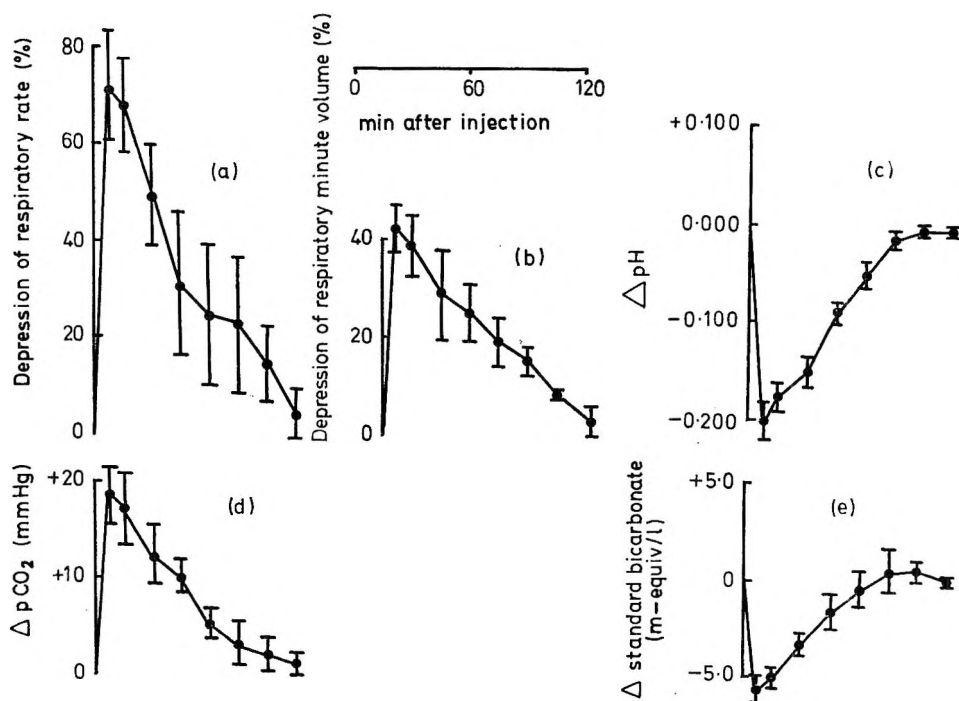 Depression of respiratory rate (%)
80
60
40
20
0
(a)
Depression of respiratory minute volume (%)
40
20
0
(b)
0 60 120
min after injection
△pH
+0·100
0·000
−0·100
−0·200
(c)
△pCO₂ (mmHg)
+20
+10
0
(d)
△ standard bicarbonate
(m−equiv/l)
+5·0
0
−5·0
(e)